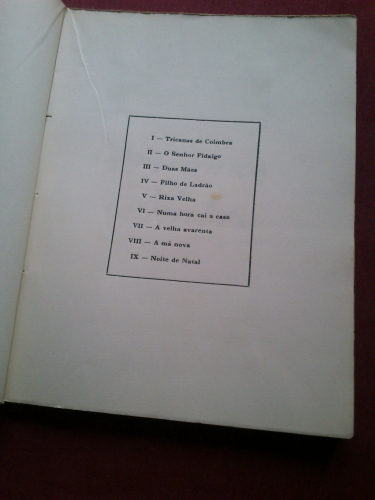 I — Tricanas de Coimbra
II — O Senhor Fidalgo
III — Duas Mães
IV — Filho de Ladrão
V — Rixa Velha
VI — Numa hora cai a casa
VII — A velha avarenta
VIII — A má nova
IX — Noite de Natal